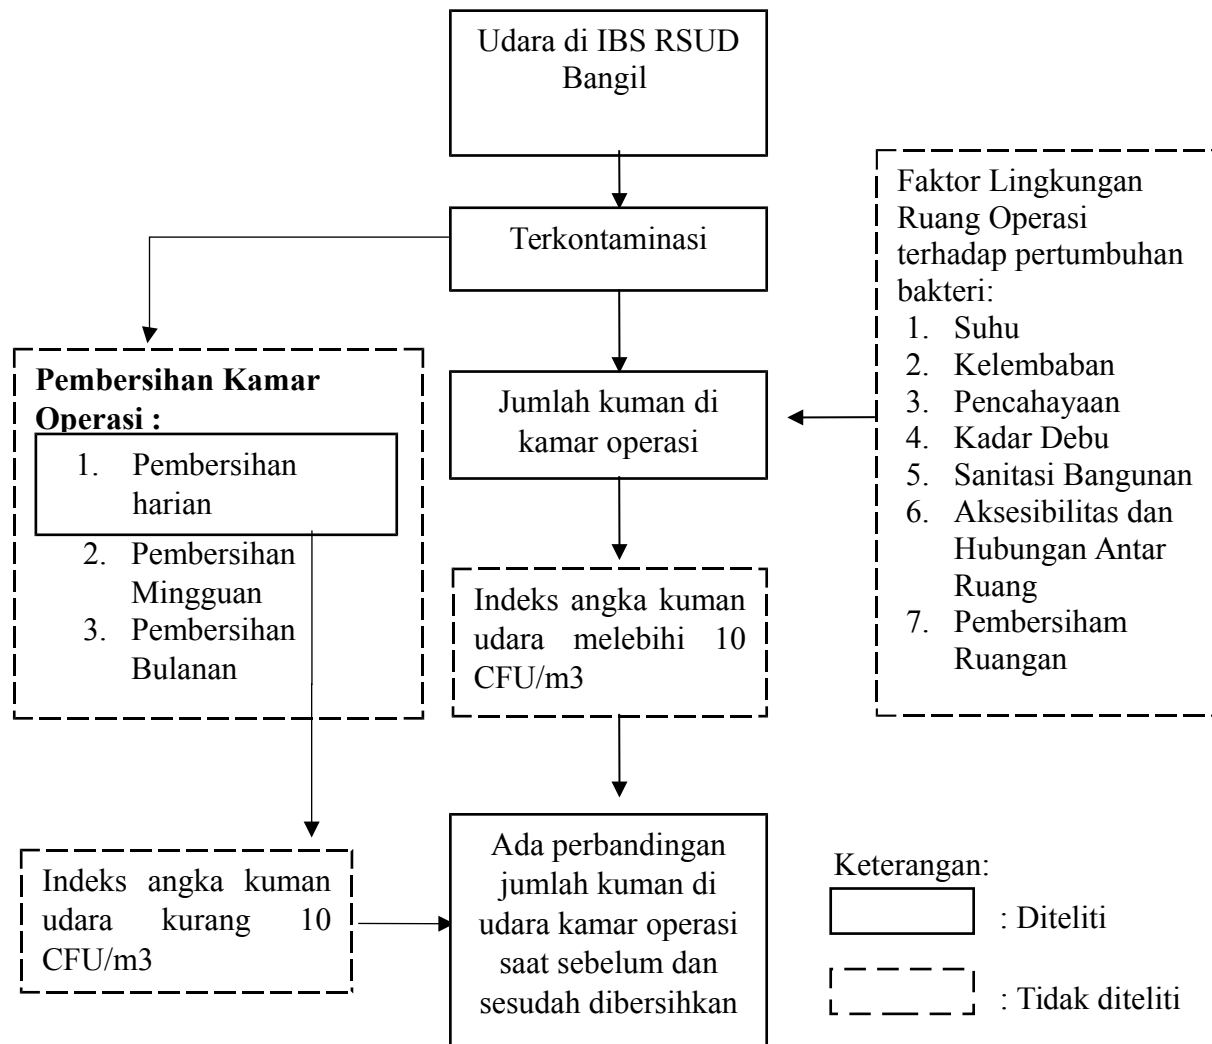 Udara di IBS RSUD
Bangil
Terkontaminasi
Faktor Lingkungan
Ruang Operasi
terhadap pertumbuhan
bakteri:
1. Suhu
2. Kelembaban
3. Pencahayaan
4. Kadar Debu
5. Sanitasi Bangunan
6. Aksesibilitas dan
Hubungan Antar
Ruang
7. Pembersiham
Ruangan
Pembersihan Kamar
Operasi :
1. Pembersihan
harian
2. Pembersihan
Mingguan
3. Pembersihan
Bulanan
Jumlah kuman di
kamar operasi
Indeks angka kuman
udara melebihi 10
CFU/m3
Indeks angka kuman
udara kurang 10
CFU/m3
Ada perbandingan
jumlah kuman di
udara kamar operasi
saat sebelum dan
sesudah dibersihkan
Keterangan:
: Diteliti
: Tidak diteliti